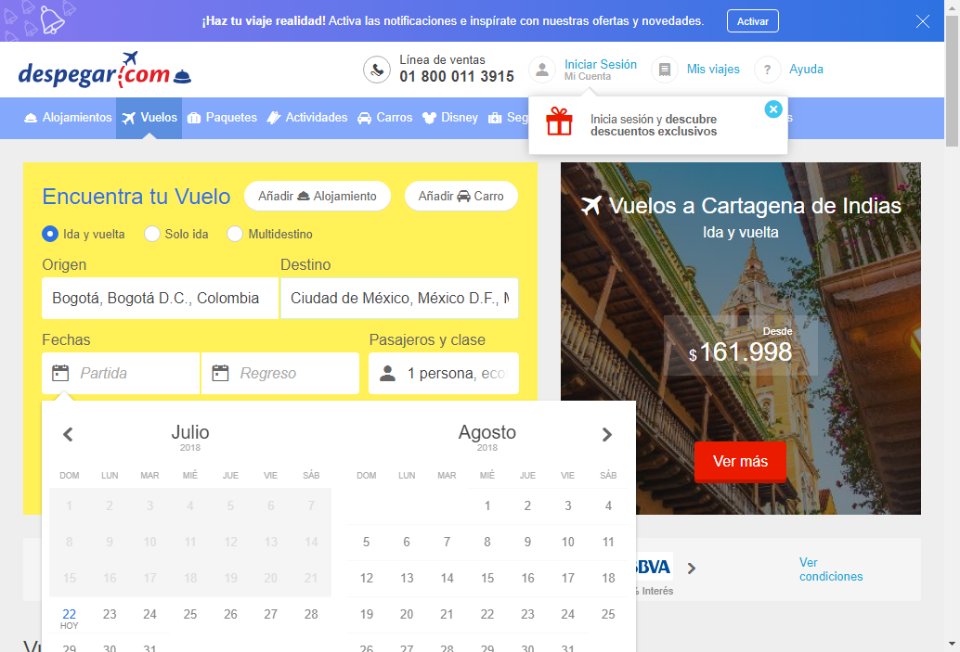 ¡Haz tu viaje realidad! Activa las notificaciones e inspírate con nuestras ofertas y novedades. Activar
despegar.com
Línea de ventas
01 800 011 3915
Iniciar Sesión
Mi Cuenta
Mis viajes
? Ayuda
Alojamientos Vuelos Paquetes Actividades Carros Disney Seg
Inicia sesión y descubre
descuentos exclusivos
Encuentra tu Vuelo Añadir Alojamiento Añadir Carro
Ida y vuelta Solo ida Multidestino
Origen Destino
Bogotá, Bogotá D.C., Colombia Ciudad de México, México D.F.,
Fechas Pasajeros y clase
Partida Regreso 1 persona, eco
Vuelos a Cartagena de Indias
Ida y vuelta
Desde
$161.998
Ver más
Julio Agosto
2018 2018
DOM LUN MAR MIÉ JUE VIE SÁB DOM LUN MAR MIÉ JUE VIE SÁB
1 2 3 4 5 6 7 1 2 3 4
8 9 10 11 12 13 14 5 6 7 8 9 10 11
15 16 17 18 19 20 21 12 13 14 15 16 17 18
22 23 24 25 26 27 28 19 20 21 22 23 24 25
HOY
29 30 31 26 27 28 29 30 31
BBVA
% Interés
Ver
condiciones